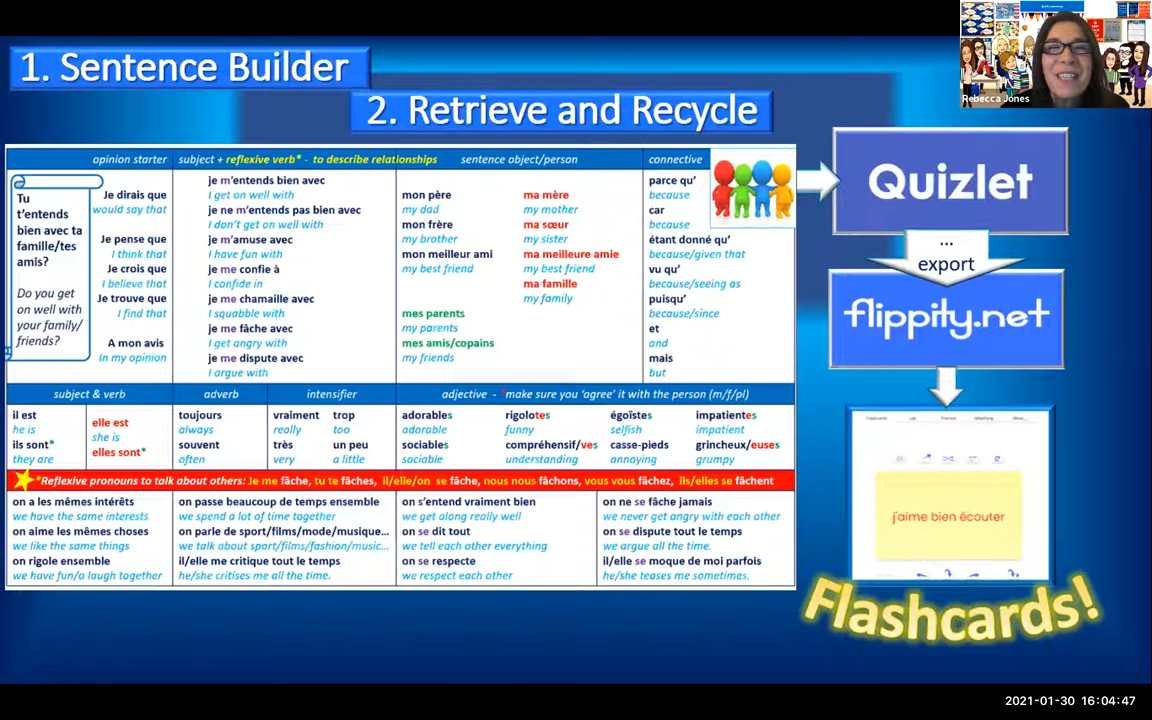 1. Sentence Builder
2. Retrieve and Recycle
Rebecca Jones
opinion starter
subject + reflexive verb* - to describe relationships
sentence object/person
connective
Tu
t'entends
bien avec ta
famille/tes
amis?
Do you get
on well with
your family/
friends?
Je dirais que
would say that
Je pense que
I think that
Je crois que
I believe that
Je trouve que
I find that
A mon avis
In my opinion
je m'entends bien avec
I get on well with
je ne m'entends pas bien avec
I don't get on well with
je m'amuse avec
I have fun with
je me confie à
I confide in
je me chamaille avec
I squabble with
je me fâche avec
I get angry with
je me dispute avec
I argue with
mon père
my dad
mon frère
my brother
mon meilleur ami
my best friend
mes parents
my parents
mes amis/copains
my friends
ma mère
my mother
ma sœur
my sister
ma meilleure amie
my best friend
ma famille
my family
parce qu'
because
car
because
étant donné qu'
because/given that
vu qu'
because/seeing as
puisqu'
because/since
et
and
mais
but
subject & verb
adverb
intensifier
adjective - *make sure you 'agree' it with the person (m/f/pl)
il est
he is
ils sont*
they are
elle est
she is
elles sont*
toujours
always
souvent
often
vraiment
really
très
very
trop
too
un peu
a little
adorables
adorable
sociables
sociable
rigolotes
funny
compréhensif/ves
understanding
égoïstes
selfish
casse-pieds
annoying
impatientes
impatient
grincheux/euses
grumpy
*Reflexive pronouns to talk about others: Je me fâche, tu te fâches, il/elle/on se fâche, nous nous fâchons, vous vous fâchez, ils/elles se fâchent
on a les mêmes intérêts
we have the same interests
on aime les mêmes choses
we like the same things
on rigole ensemble
we have fun/a laugh together
on passe beaucoup de temps ensemble
we spend a lot of time together
on parle de sport/films/mode/musique...
we talk about sport/films/fashion/music...
il/elle me critique tout le temps
he/she critises me all the time.
on s'entend vraiment bien
we get along really well
on se dit tout
we tell each other everything
on se respecte
we respect each other
on ne se fâche jamais
we never get angry with each other
on se dispute tout le temps
we argue all the time.
il/elle se moque de moi parfois
he/she teases me sometimes.
Quizlet
...
export
flippity.net
j'aime bien écouter
Flashcards!
2021-01-30 16:04:47